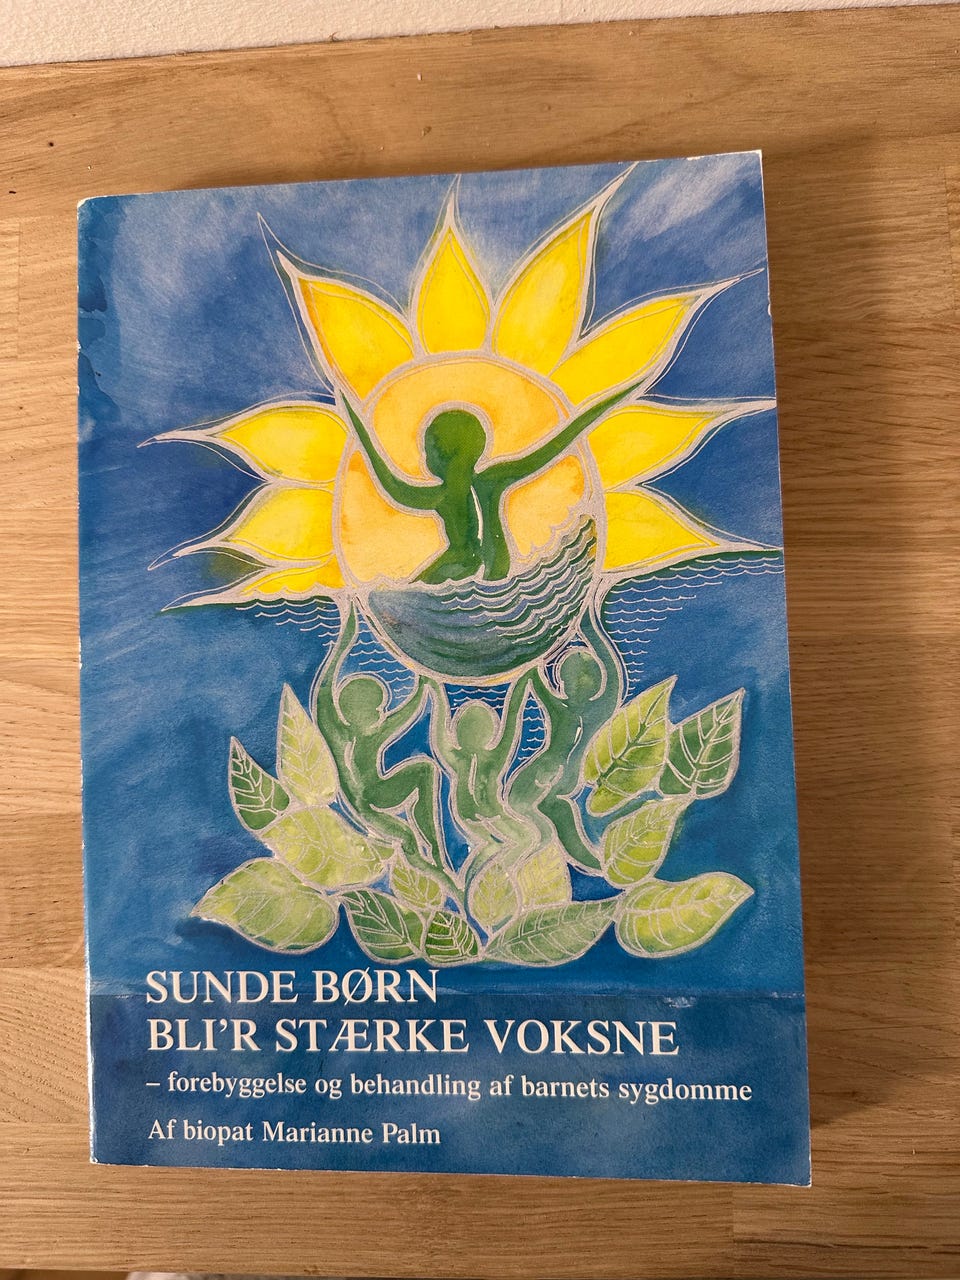 SUNDE BØRN
BLI'R STÆRKE VOKSNE
– forebyggelse og behandling af barnets sygdomme
Af biopat Marianne Palm